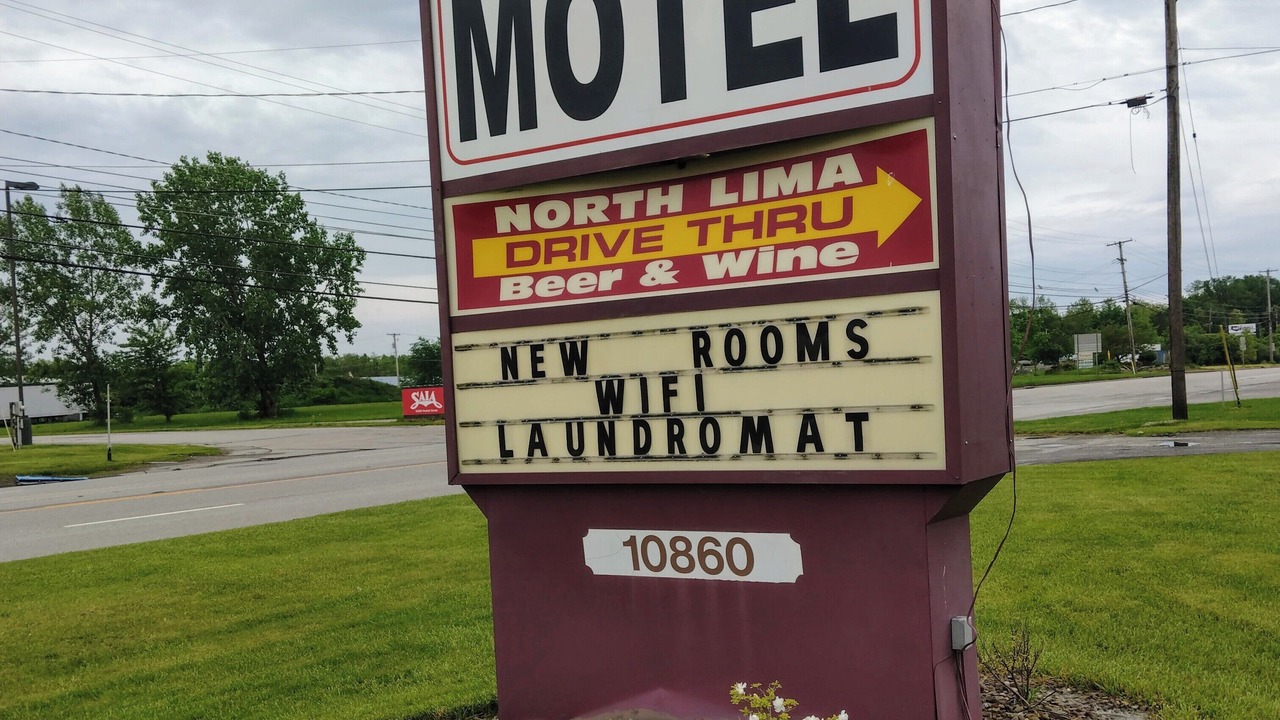 MOTEL
NORTH LIMA
DRIVE THRU
Beer & Wine
NEW ROOMS
WIFI
LAUNDROMAT
10860
SAIA